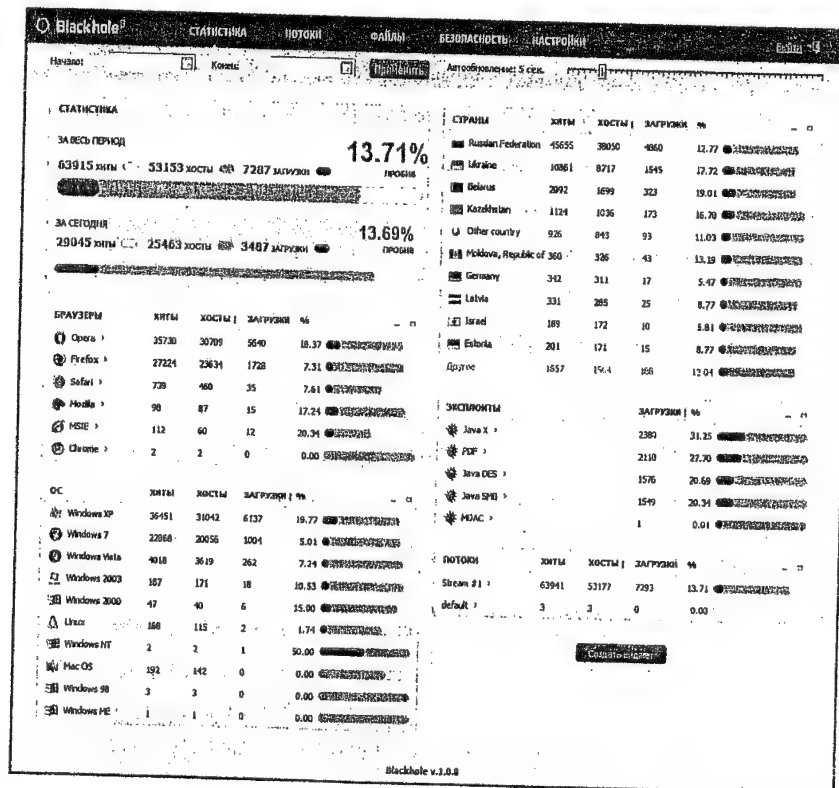 Blackhole β
СТАТИСТИКА ПОТОКИ ФАЙЛЫ БЕЗОПАСНОСТЬ НАСТРОЙКИ
Начало: Конец: Применить Автообновление: 5 сек.
СТАТИСТИКА
ЗА ВЕСЬ ПЕРИОД
13.71%
ПРОБИВ
63915 хиты 53153 хосты 7287 загрузки
ЗА СЕГОДНЯ
13.69%
ПРОБИВ
29045 хиты 25463 хосты 3487 загрузки
БРАУЗЕРЫ ХИТЫ ХОСТЫ ЗАГРУЗКИ %
Opera 35730 30709 5640 18.37
Firefox 27224 23634 1728 7.31
Safari 739 460 35 7.61
Mozilla 98 87 15 17.24
MSIE 112 60 12 20.34
Chrome 2 2 0 0.00
ОС ХИТЫ ХОСТЫ ЗАГРУЗКИ %
Windows XP 36451 31042 6137 19.77
Windows 7 22868 20056 1004 5.01
Windows Vista 4018 3619 262 7.24
Windows 2003 187 171 18 10.53
Windows 2000 47 40 6 15.00
Linux 168 115 2 1.74
Windows NT 2 2 1 50.00
Mac OS 192 142 0 0.00
Windows 98 3 3 0 0.00
Windows ME 1 1 0 0.00
СТРАНЫ ХИТЫ ХОСТЫ ЗАГРУЗКИ %
Russian Federation 45655 38050 4860 12.77
Ukraine 10861 8717 1545 17.72
Belarus 2092 1699 323 19.01
Kazakhstan 1124 1036 173 16.70
Other country 926 843 93 11.03
Moldova, Republic of 360 326 43 13.19
Germany 342 311 17 5.47
Latvia 331 285 25 8.77
Israel 189 172 10 5.81
Estonia 201 171 15 8.77
Другое 1857
ЭКСПЛОИТЫ ЗАГРУЗКИ %
Java X 2380 31.25
PDF 2110 27.70
Java DES 1576 20.69
Java SMB 1549 20.34
MDAC 1 0.01
ПОТОКИ ХИТЫ ХОСТЫ ЗАГРУЗКИ %
Stream #1 63941 53177 7293 13.71
default 3 3 0 0.00
Создать виджет
Blackhole v.1.0.0